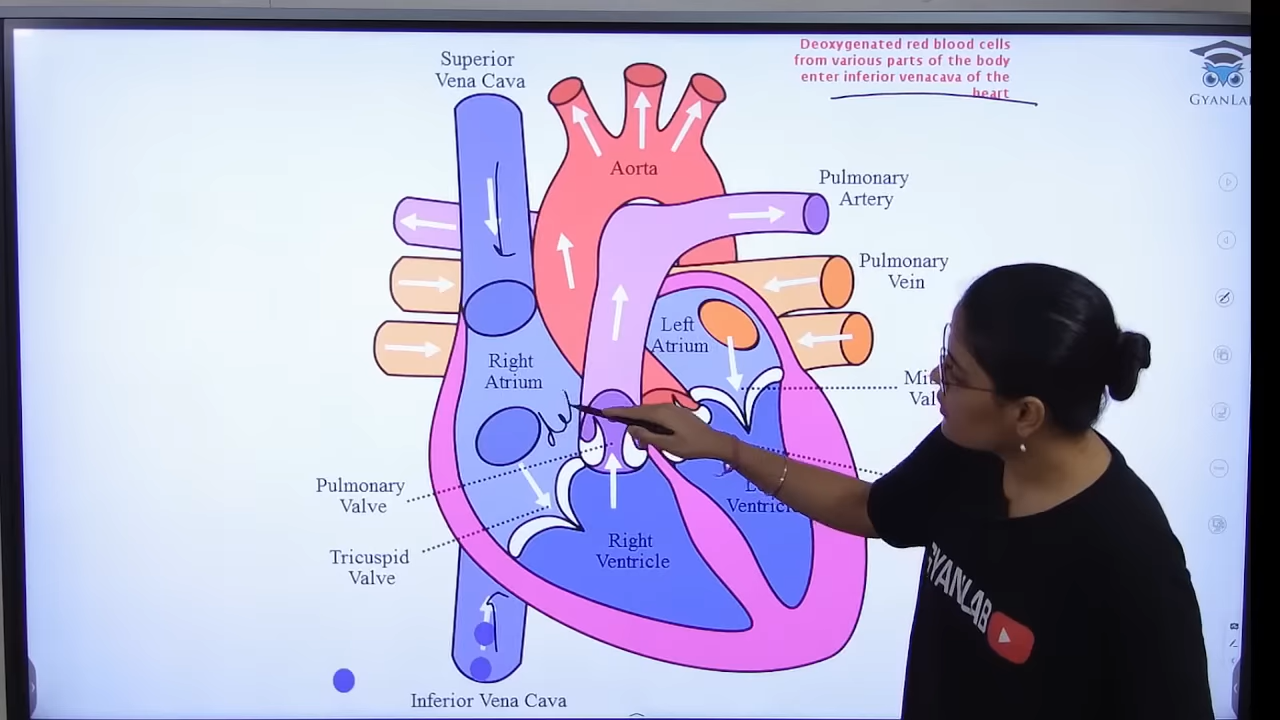 Superior
Vena Cava
Deoxygenated red blood cells
from various parts of the body
enter inferior venacava of the
heart
Aorta
Pulmonary
Artery
Pulmonary
Vein
Left
Atrium
Right
Atrium
Pulmonary
Valve
Tricuspid
Valve
Right
Ventricle
Inferior Vena Cava
GYANLAB